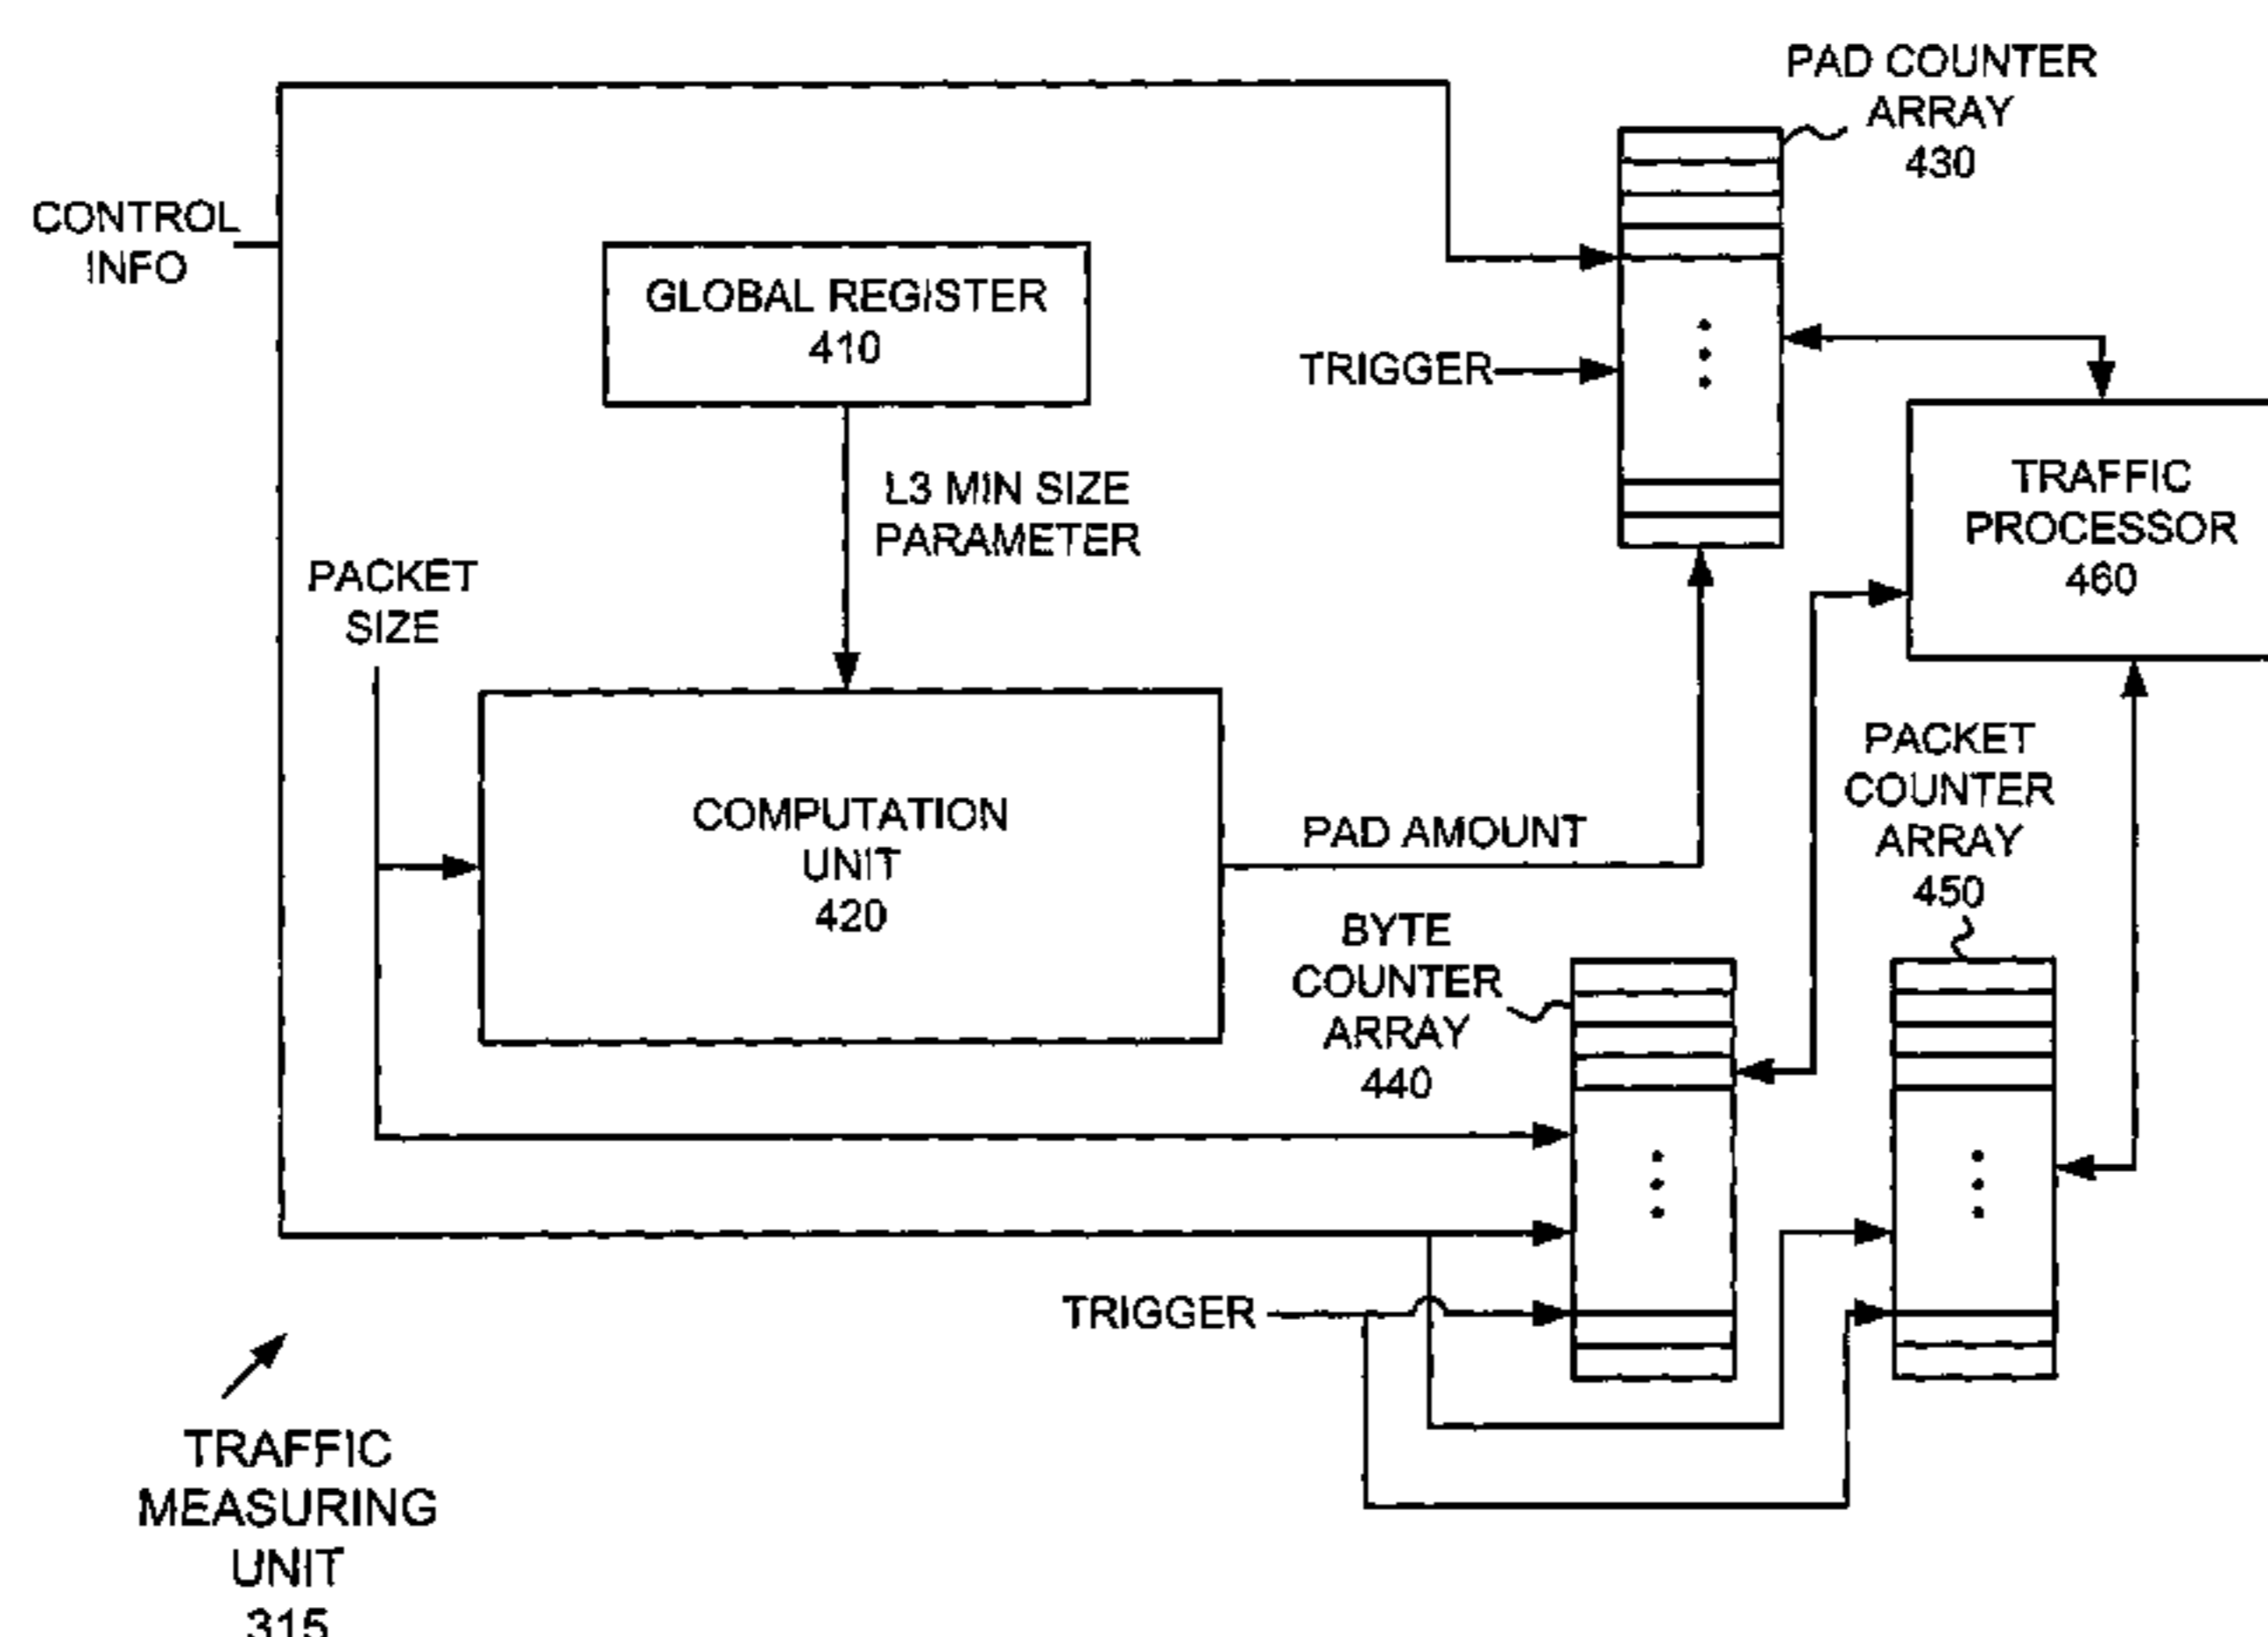 PAD COUNTER
ARRAY
430
CONTROL
INFO
GLOBAL REGISTER
410
TRIGGER
L3 MIN SIZE
PARAMETER
TRAFFIC
PROCESSOR
460
PACKET
SIZE
PACKET
COUNTER
ARRAY
450
COMPUTATION
UNIT
420
PAD AMOUNT
BYTE
COUNTER
ARRAY
440
TRIGGER
TRAFFIC
MEASURING
UNIT
315